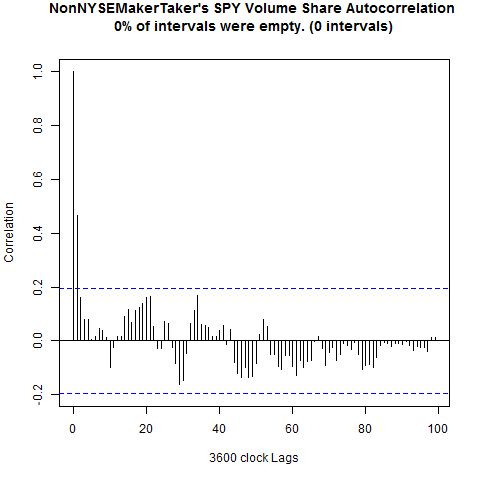 NonNYSEMakerTaker's SPY Volume Share Autocorrelation
0% of intervals were empty. (0 intervals)
1.0
0.8
0.6
0.4
0.2
0.0
-0.2
Correlation
0 20 40 60 80 100
3600 clock Lags